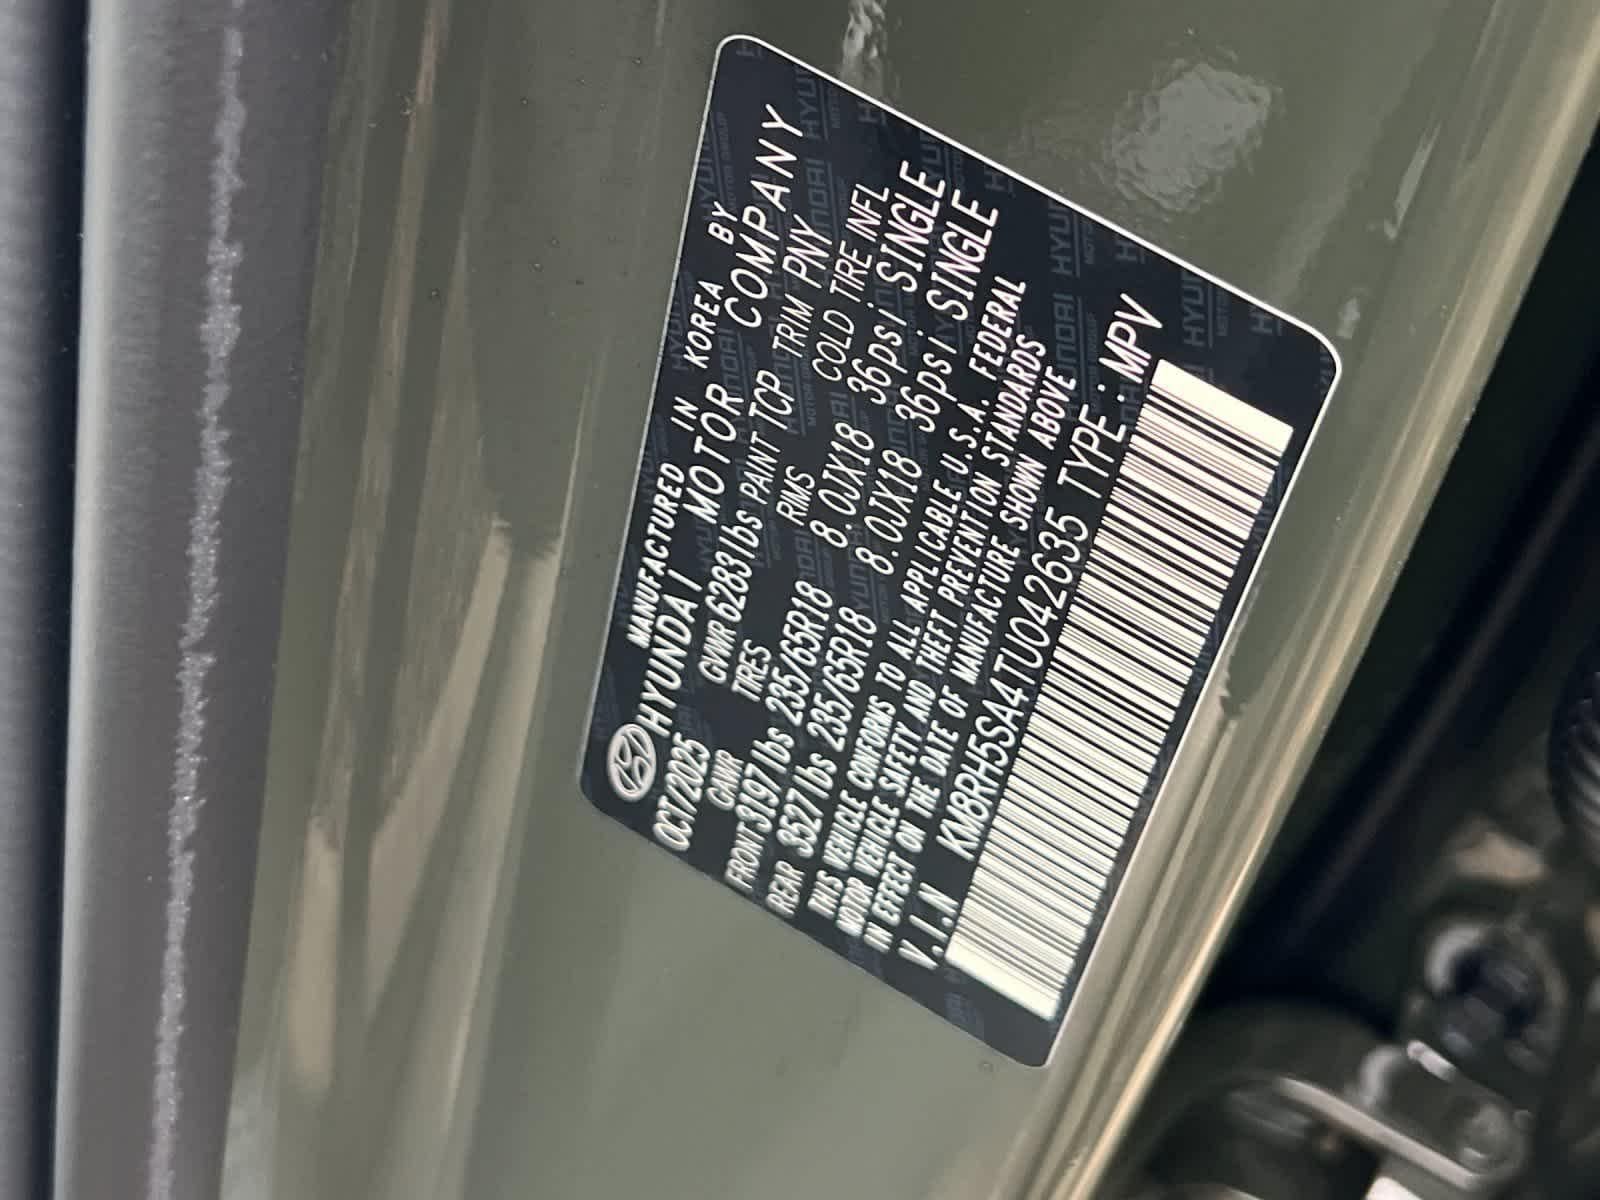 MANUFACTURED IN KOREA BY
HYUNDAI MOTOR COMPANY
OCT/2025 GVWR 6283lbs PAINT TCP TRIM PNY
GAWR TIRES RIMS COLD TIRE INFL
FRONT 3197lbs 235/65R18 8.0JX18 36psi SINGLE
REAR 3527lbs 235/65R18 8.0JX18 36psi SINGLE
THIS VEHICLE CONFORMS TO ALL APPLICABLE U.S.A. FEDERAL
MOTOR VEHICLE SAFETY AND THEFT PREVENTION STANDARDS
IN EFFECT ON THE DATE OF MANUFACTURE SHOWN ABOVE
V.I.N KM8RH5SA4TU042635 TYPE : MPV